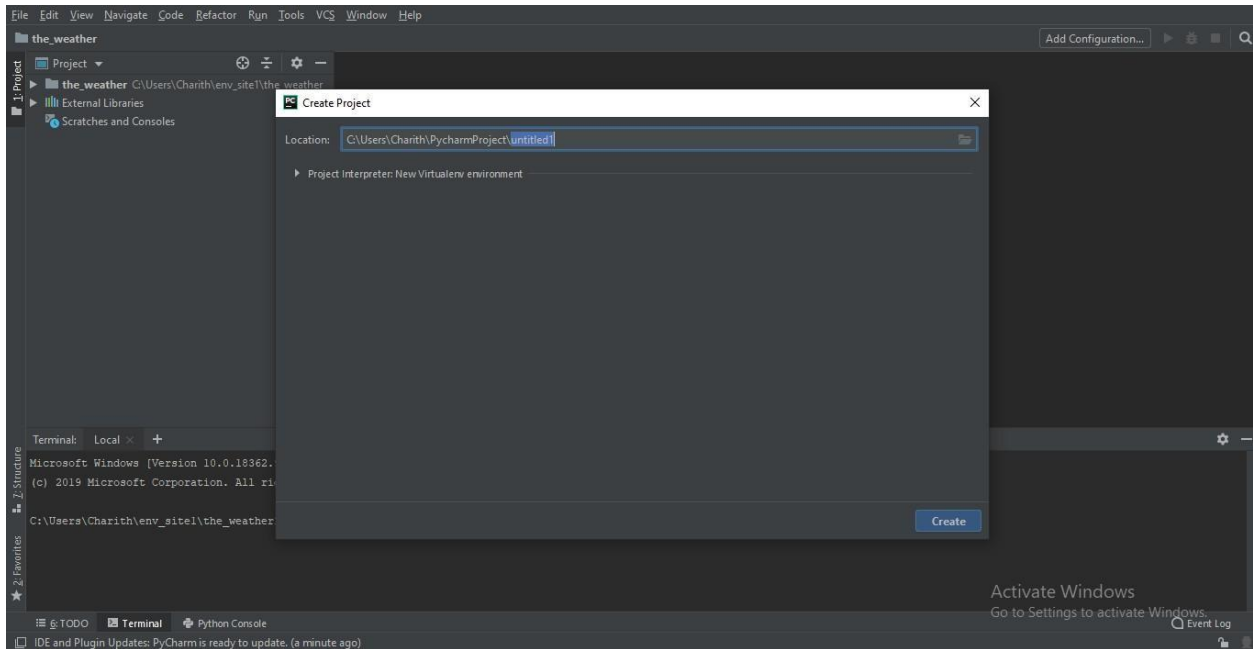 File Edit View Navigate Code Refactor Run Tools VCS Window Help
the_weather Add Configuration...
1: Project
Project
the_weather C:\Users\Charith\env_site1\the_weather
External Libraries
Scratches and Consoles
PC Create Project
Location: C:\Users\Charith\PycharmProject\untitled1
Project Interpreter: New Virtualenv environment
Create
Terminal: Local +
Microsoft Windows [Version 10.0.18362.
(c) 2019 Microsoft Corporation. All ri
C:\Users\Charith\env_site1\the_weather
7: Structure
2: Favorites
Activate Windows
Go to Settings to activate Windows.
6: TODO Terminal Python Console Event Log
IDE and Plugin Updates: PyCharm is ready to update. (a minute ago)